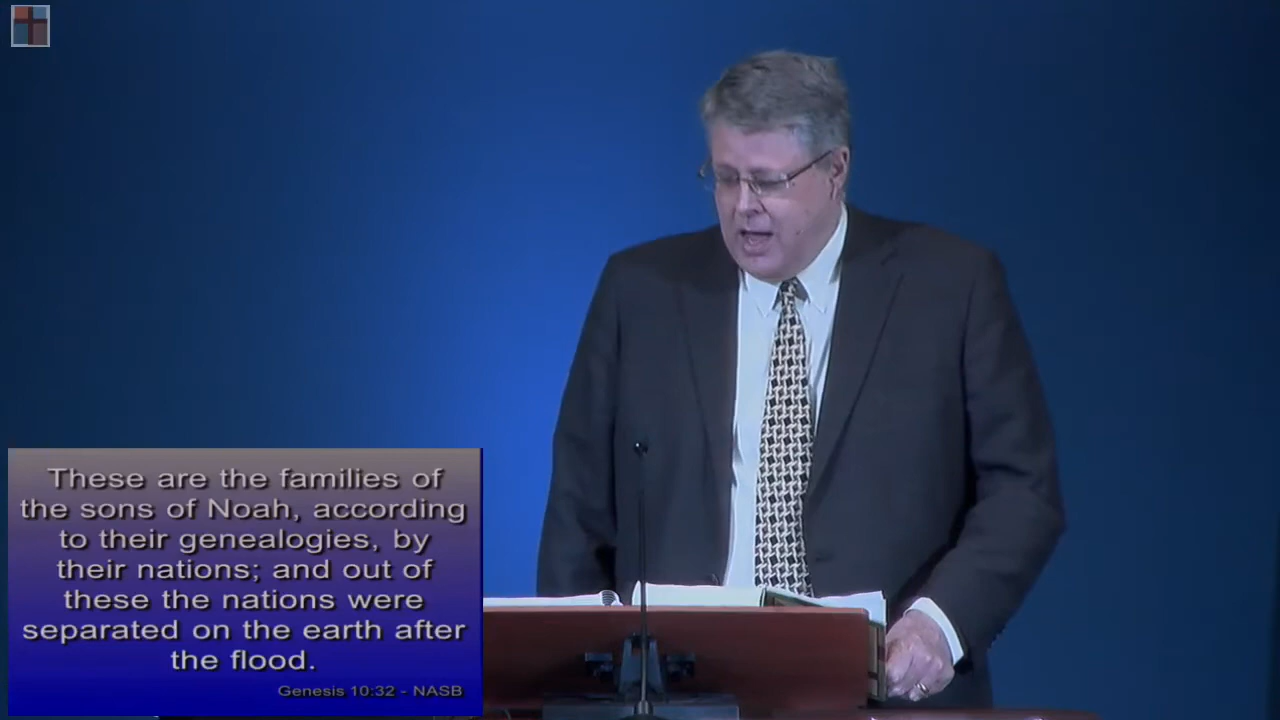 These are the families of
the sons of Noah, according
to their genealogies, by
their nations; and out of
these the nations were
separated on the earth after
the flood.
Genesis 10:32 - NASB